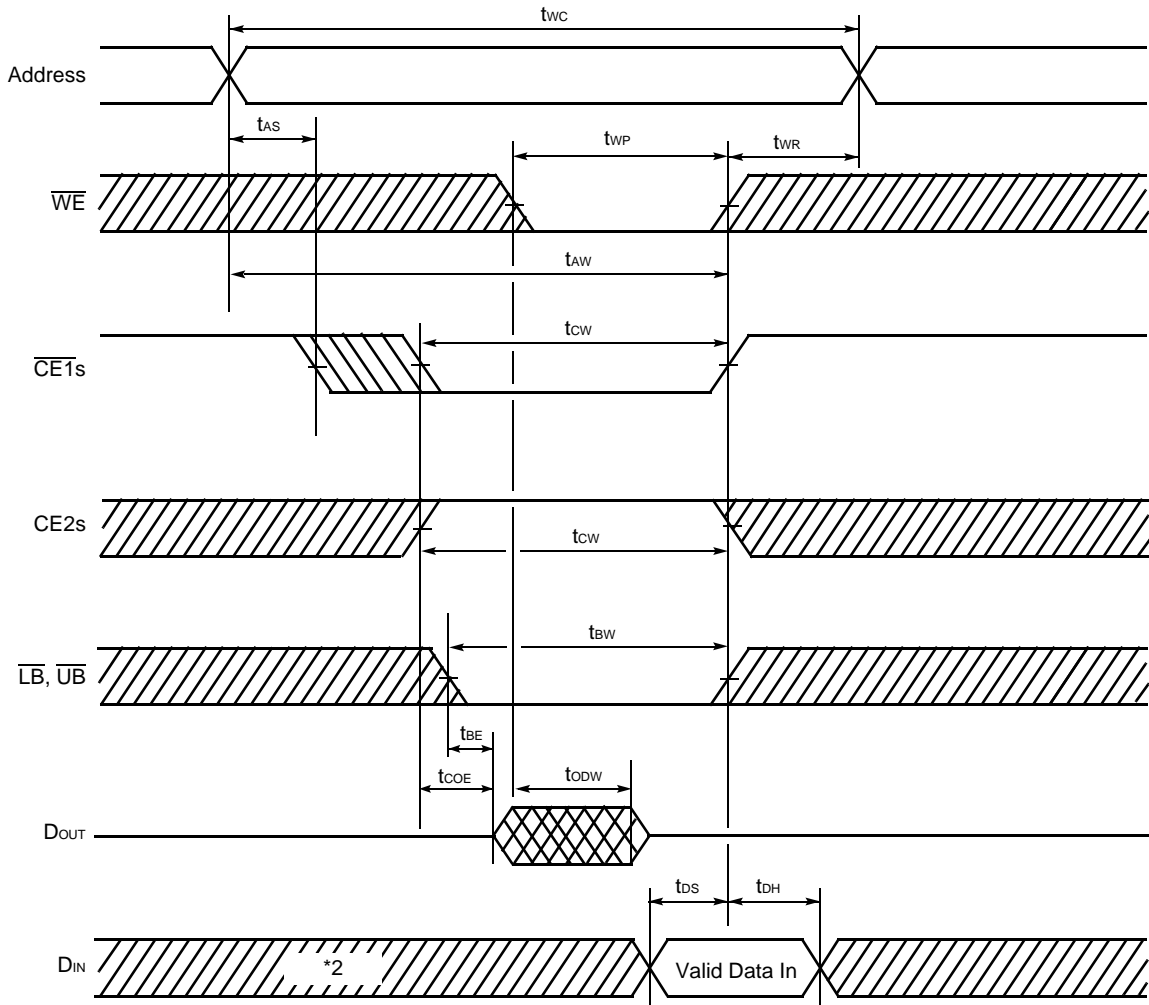 tWC
Address
tAS
tWP
tWR
WE
tAW
tCW
CE1s
CE2s
tCW
tBW
LB, UB
tBE
tCOE
tODW
DOUT
tDS
tDH
DIN
*2
Valid Data In